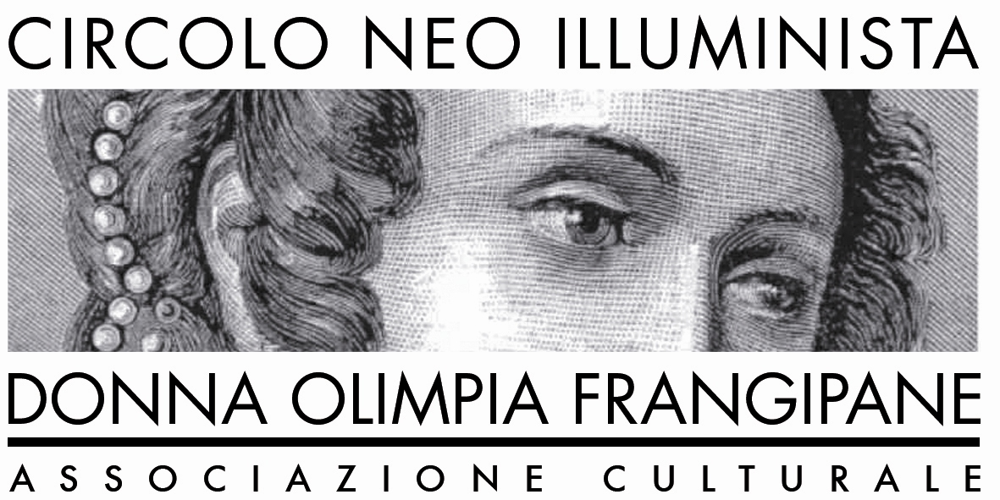 CIRCOLO NEO ILLUMINISTA
DONNA OLIMPIA FRANGIPANE
ASSOCIAZIONE CULTURALE